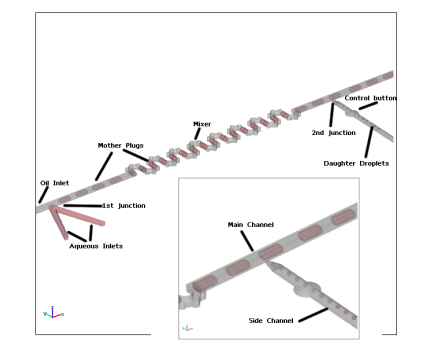 Control button
Mixer
2nd Junction
Mother Plugs
Daughter Droplets
Oil Inlet
1st Junction
Aqueous Inlets
Main Channel
Side Channel